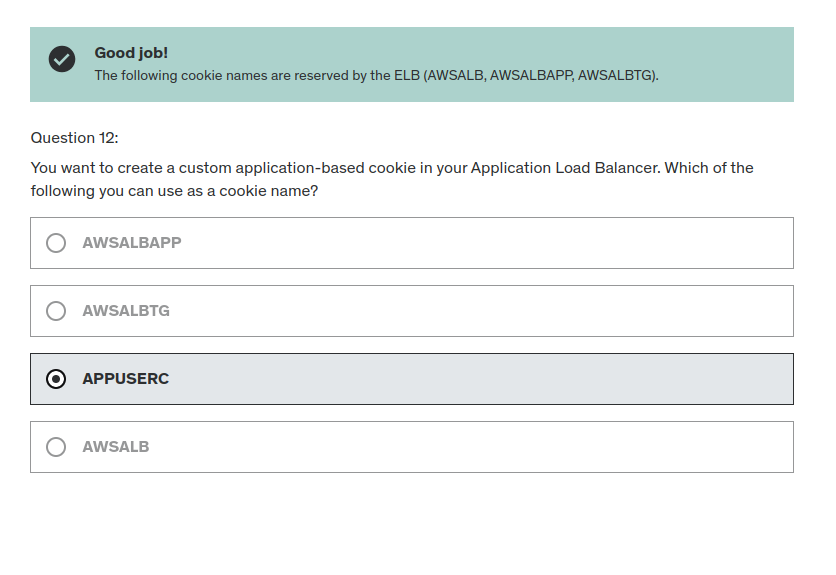 Good job!
The following cookie names are reserved by the ELB (AWSALB, AWSALBAPP, AWSALBTG).
Question 12:
You want to create a custom application-based cookie in your Application Load Balancer. Which of the
following you can use as a cookie name?
AWSALBAPP
AWSALBTG
APPUSERC
AWSALB